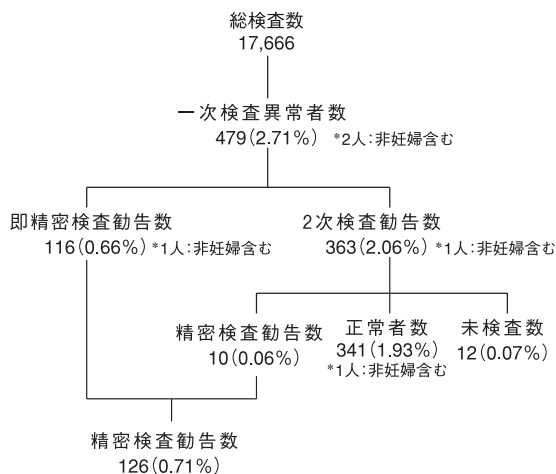 総検査数
17,666
一次検査異常者数
479(2.71%) *2人:非妊婦含む
即精密検査勧告数
116(0.66%) *1人:非妊婦含む
2次検査勧告数
363(2.06%) *1人:非妊婦含む
精密検査勧告数
10(0.06%)
正常者数
341(1.93%)
*1人:非妊婦含む
未検査数
12(0.07%)
精密検査勧告数
126(0.71%)